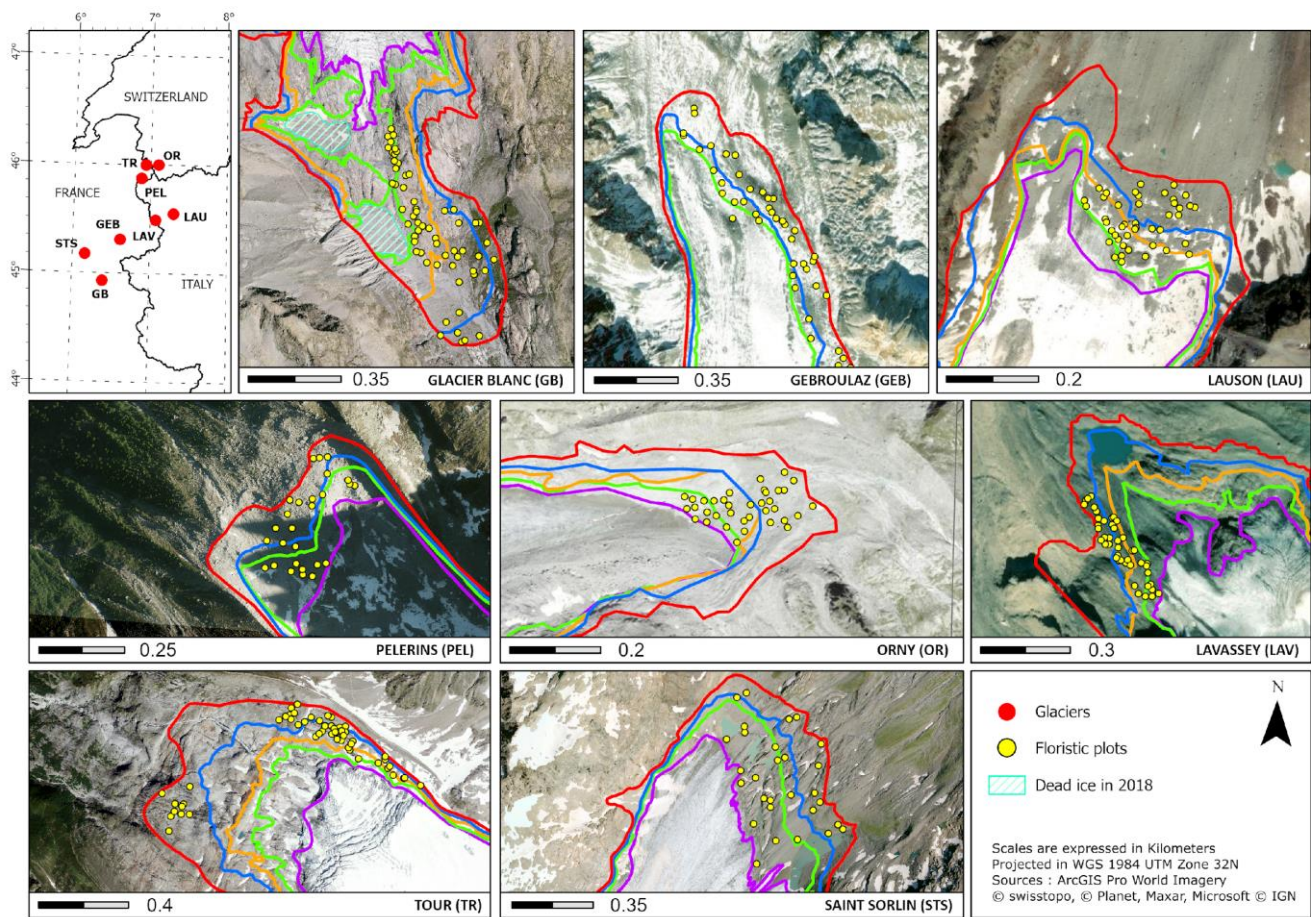 6° 7° 8°
47°
SWITZERLAND
46°
TR OR
FRANCE
PEL
GEB LAU
LAV
STS
45°
GB
ITALY
44°
0.35 GLACIER BLANC (GB)
0.35 GEBROULAZ (GEB)
0.2 LAUSON (LAU)
0.25 PELERINS (PEL)
0.2 ORNY (OR)
0.3 LAVASSEY (LAV)
0.4 TOUR (TR)
0.35 SAINT SORLIN (STS)
N
Glaciers
Floristic plots
Dead ice in 2018
Scales are expressed in Kilometers
Projected in WGS 1984 UTM Zone 32N
Sources : ArcGIS Pro World Imagery
© swisstopo, © Planet, Maxar, Microsoft © IGN